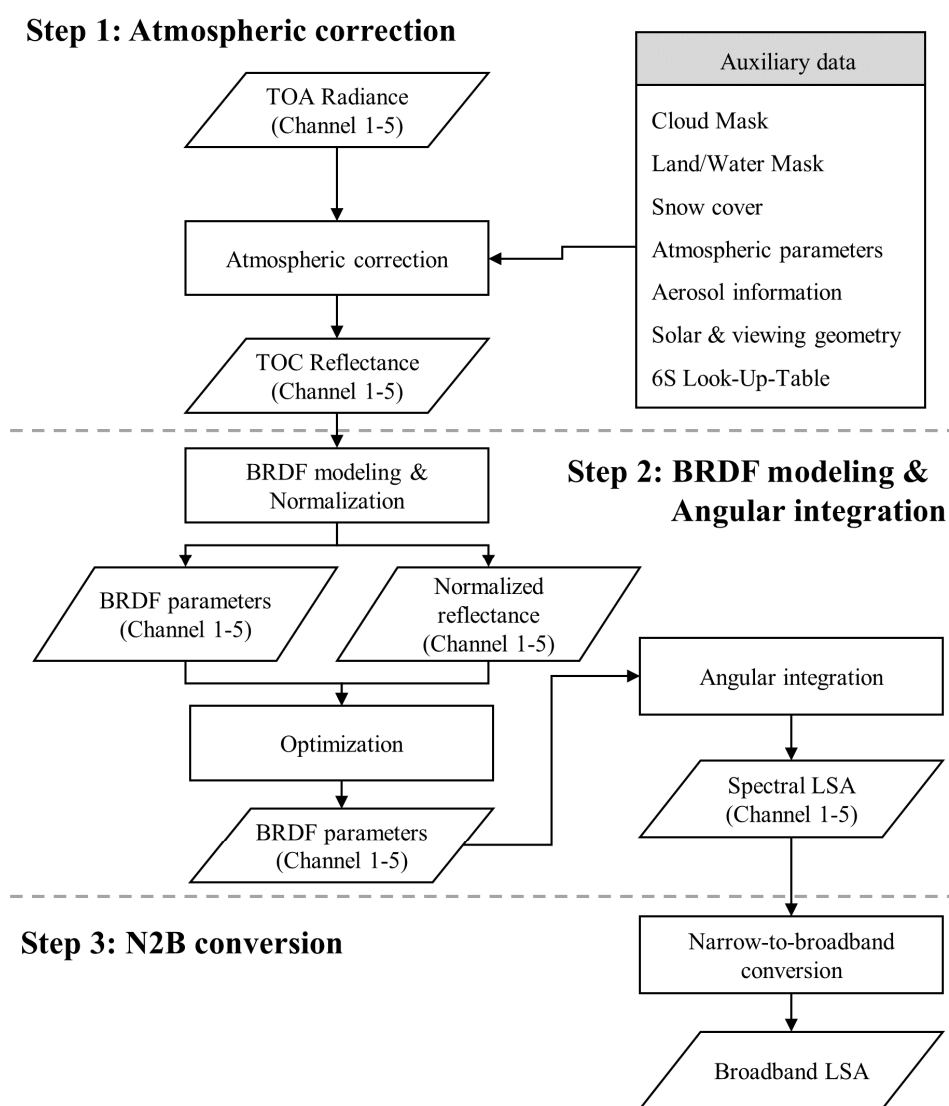 Step 1: Atmospheric correction
TOA Radiance
(Channel 1-5)
Atmospheric correction
TOC Reflectance
(Channel 1-5)
Auxiliary data
Cloud Mask
Land/Water Mask
Snow cover
Atmospheric parameters
Aerosol information
Solar & viewing geometry
6S Look-Up-Table
Step 2: BRDF modeling &
Angular integration
BRDF modeling &
Normalization
BRDF parameters
(Channel 1-5)
Normalized
reflectance
(Channel 1-5)
Optimization
BRDF parameters
(Channel 1-5)
Angular integration
Spectral LSA
(Channel 1-5)
Step 3: N2B conversion
Narrow-to-broadband
conversion
Broadband LSA